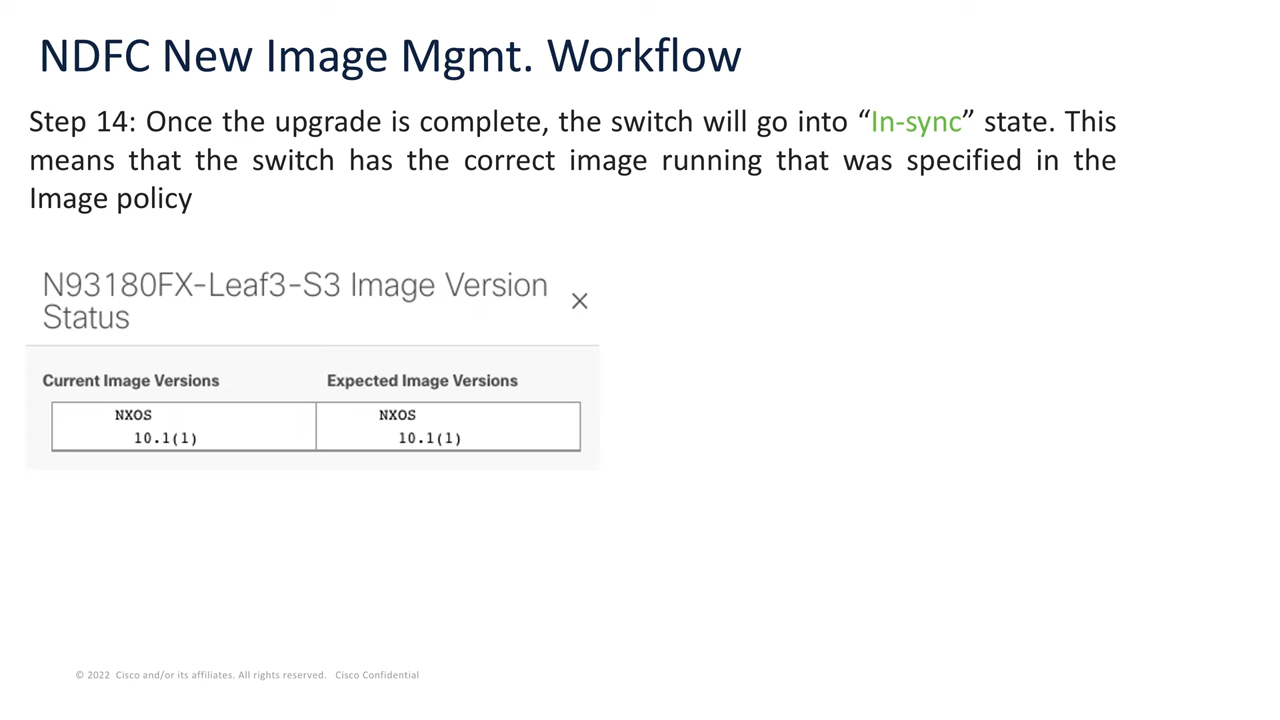 NDFC New Image Mgmt. Workflow
Step 14: Once the upgrade is complete, the switch will go into “In-sync” state. This
means that the switch has the correct image running that was specified in the
Image policy
N93180FX-Leaf3-S3 Image Version
Status
Current Image Versions Expected Image Versions
NXOS NXOS
10.1(1) 10.1(1)
© 2022 Cisco and/or its affiliates. All rights reserved. Cisco Confidential